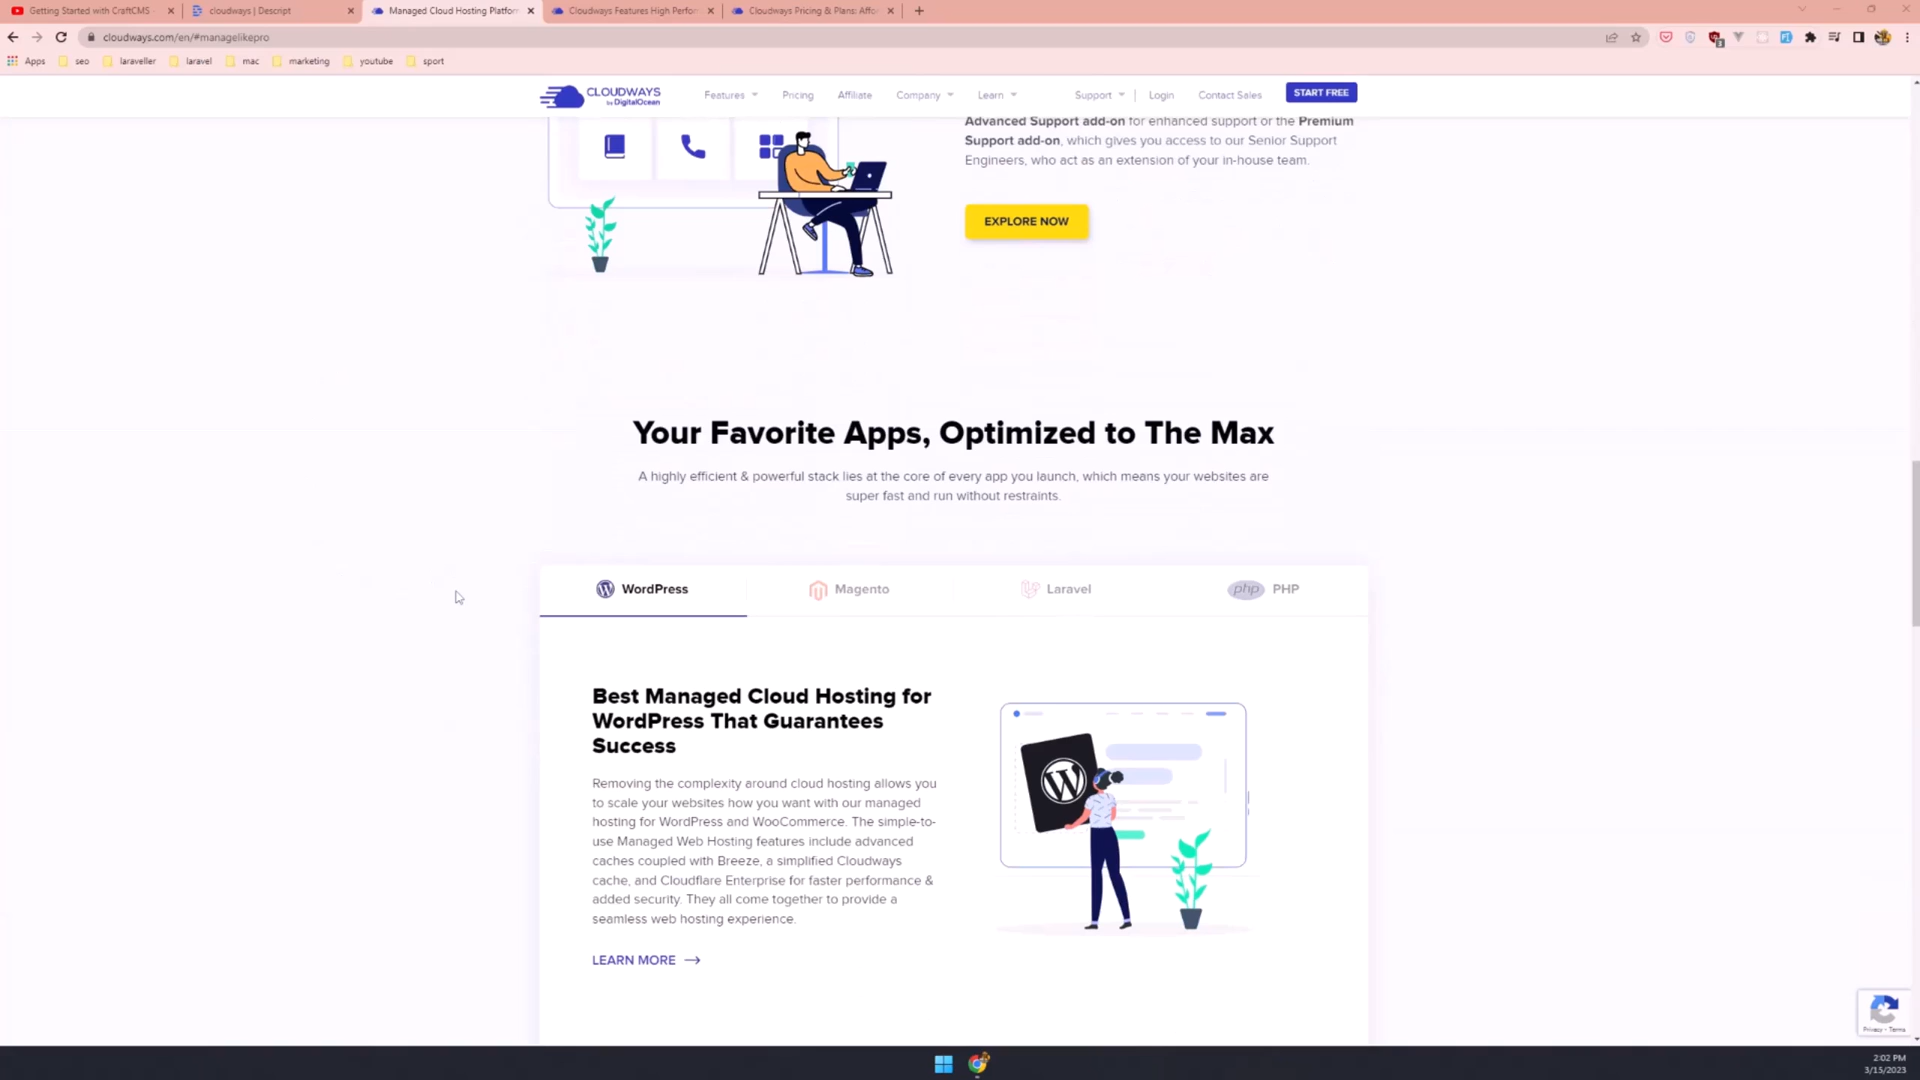 Getting Started with CraftCMS
cloudways | Descript
Managed Cloud Hosting Platfor
Cloudways Features High Perfor
Cloudways Pricing & Plans: Affo
cloudways.com/en/#managelikepro
Apps
seo
laraveller
laravel
mac
marketing
youtube
sport
CLOUDWAYS
by DigitalOcean
Features
Pricing
Affiliate
Company
Learn
Support
Login
Contact Sales
START FREE
Advanced Support add-on for enhanced support or the Premium
Support add-on, which gives you access to our Senior Support
Engineers, who act as an extension of your in-house team.
EXPLORE NOW
Your Favorite Apps, Optimized to The Max
A highly efficient & powerful stack lies at the core of every app you launch, which means your websites are
super fast and run without restraints.
WordPress
Magento
Laravel
php PHP
Best Managed Cloud Hosting for
WordPress That Guarantees
Success
Removing the complexity around cloud hosting allows you
to scale your websites how you want with our managed
hosting for WordPress and WooCommerce. The simple-to-
use Managed Web Hosting features include advanced
caches coupled with Breeze, a simplified Cloudways
cache, and Cloudflare Enterprise for faster performance &
added security. They all come together to provide a
seamless web hosting experience.
LEARN MORE
Privacy - Terms
2:02 PM
3/15/2023